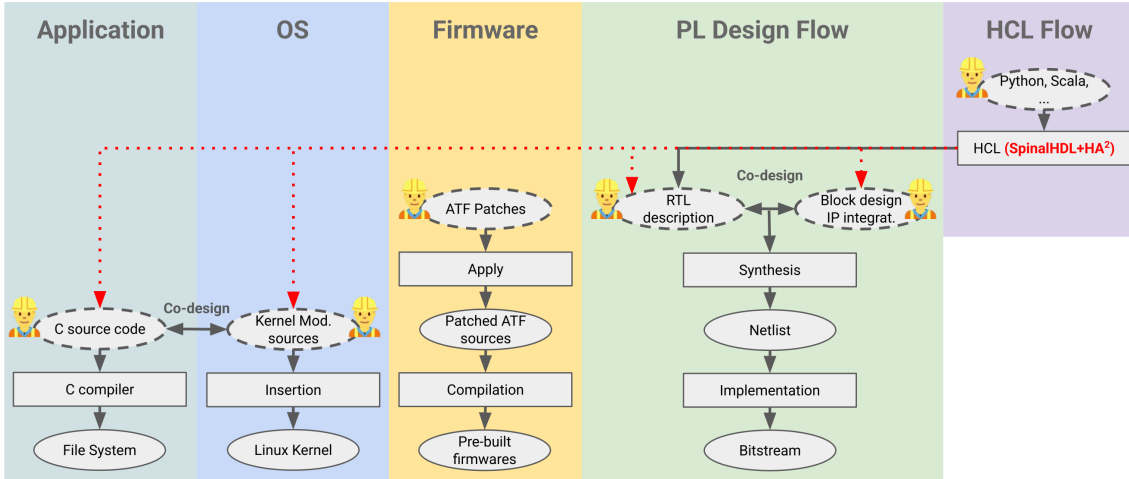 Application
OS
Firmware
PL Design Flow
HCL Flow
Python, Scala,
...
HCL (SpinalHDL+HA²)
Co-design
ATF Patches
RTL
description
Block design
IP integrat.
Apply
Synthesis
Co-design
C source code
Kernel Mod.
sources
Patched ATF
sources
Netlist
C compiler
Insertion
Compilation
Implementation
File System
Linux Kernel
Pre-built
firmwares
Bitstream